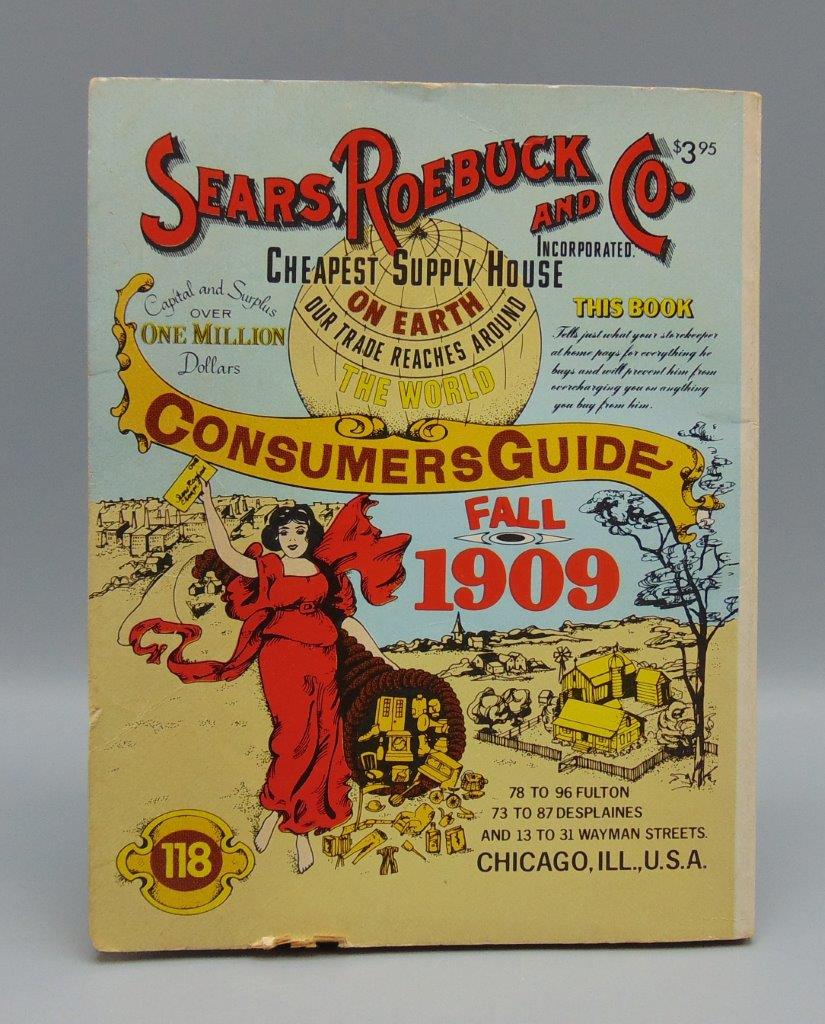 SEARS, ROEBUCK AND CO.
$3.95
INCORPORATED.
CHEAPEST SUPPLY HOUSE
ON EARTH
OUR TRADE REACHES AROUND
THE WORLD
Capital and Surplus
OVER
ONE MILLION
Dollars
THIS BOOK
Tells just what your storekeeper
at home pays for everything he
buys and will prevent him from
overcharging you on anything
you buy from him.
CONSUMERS GUIDE
FALL
1909
78 TO 96 FULTON
73 TO 87 DESPLAINES
AND 13 TO 31 WAYMAN STREETS.
CHICAGO, ILL., U.S.A.
118